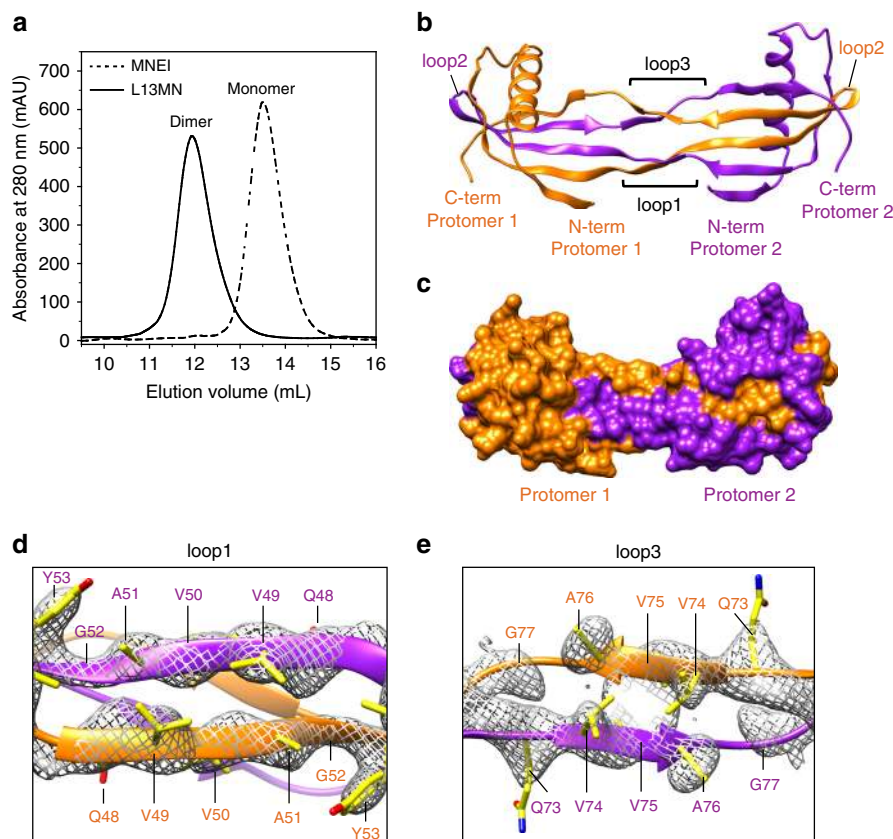 a
MNEI
L13MN
Dimer
Monomer
700
600
500
400
300
200
100
0
Absorbance at 280 nm (mAU)
10 11 12 13 14 15 16
Elution volume (mL)
b
loop2
loop3
loop2
C-term
Protomer 1
N-term
Protomer 1
loop1
N-term
Protomer 2
C-term
Protomer 2
c
Protomer 1
Protomer 2
d
loop1
Y53
A51
V50
V49
Q48
G52
G52
Q48
V49
V50
A51
Y53
e
loop3
A76
V75
V74
Q73
G77
Q73
V74
V75
A76
G77